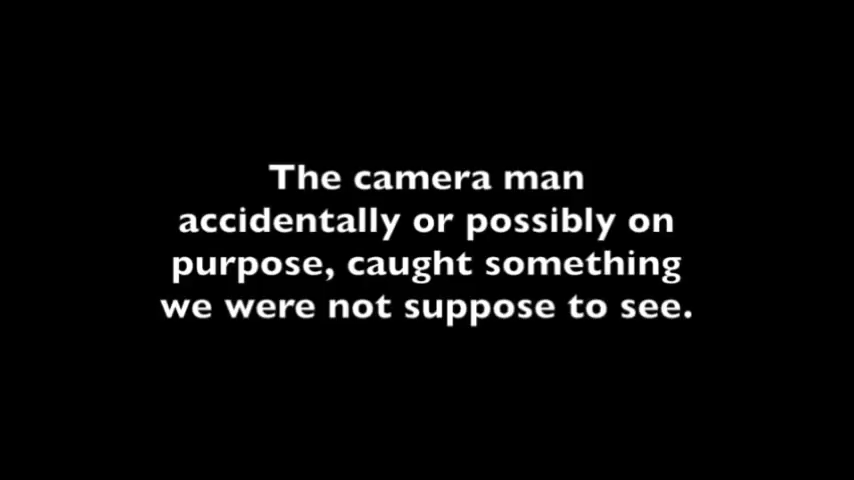 The camera man
accidentally or possibly on
purpose, caught something
we were not suppose to see.